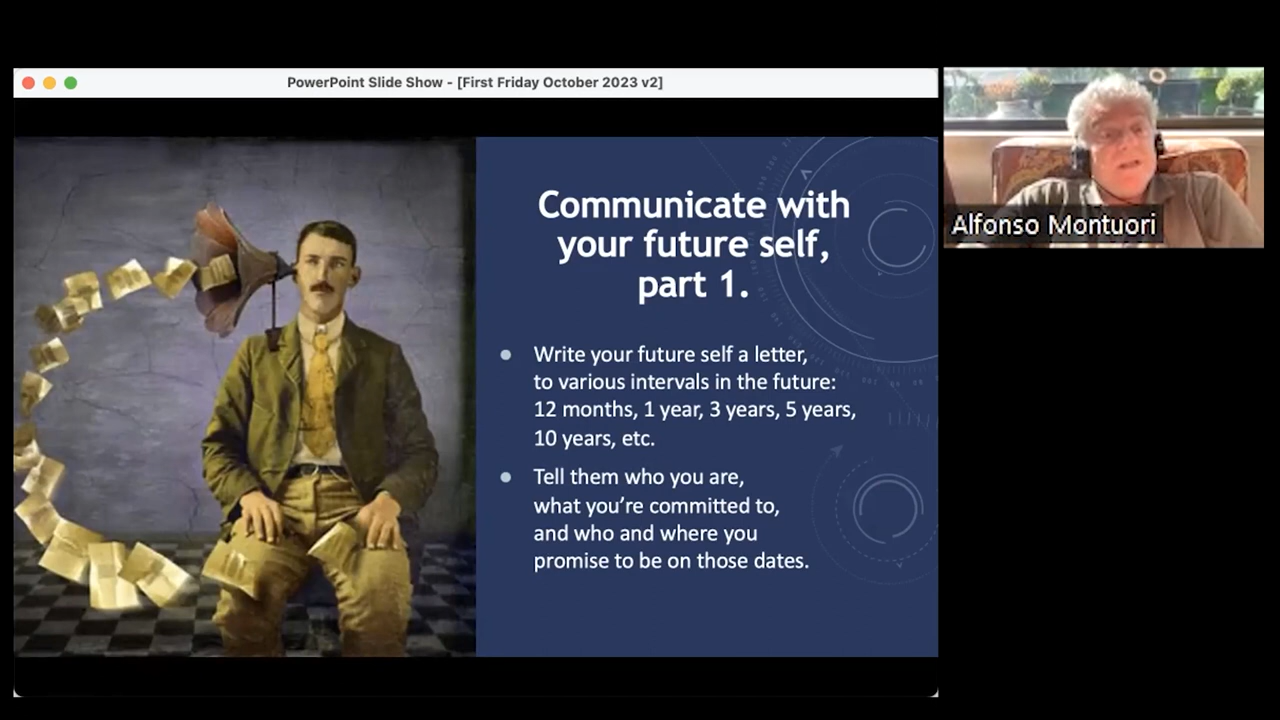 PowerPoint Slide Show - [First Friday October 2023 v2]
Communicate with
your future self,
part 1.
● Write your future self a letter,
to various intervals in the future:
12 months, 1 year, 3 years, 5 years,
10 years, etc.
● Tell them who you are,
what you’re committed to,
and who and where you
promise to be on those dates.
Alfonso Montuori